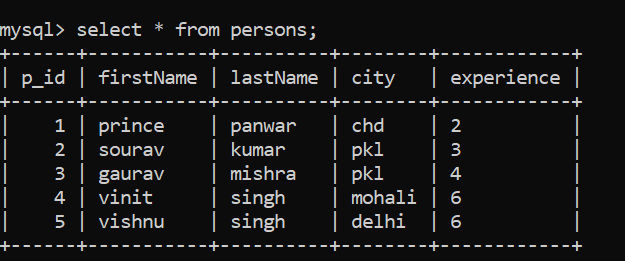 mysql> select * from persons;
+------+-----------+----------+--------+------------+
| p_id | firstName | lastName | city   | experience |
+------+-----------+----------+--------+------------+
|    1 | prince    | panwar   | chd    | 2          |
|    2 | sourav    | kumar    | pkl    | 3          |
|    3 | gaurav    | mishra   | pkl    | 4          |
|    4 | vinit     | singh    | mohali | 6          |
|    5 | vishnu    | singh    | delhi  | 6          |
+------+-----------+----------+--------+------------+